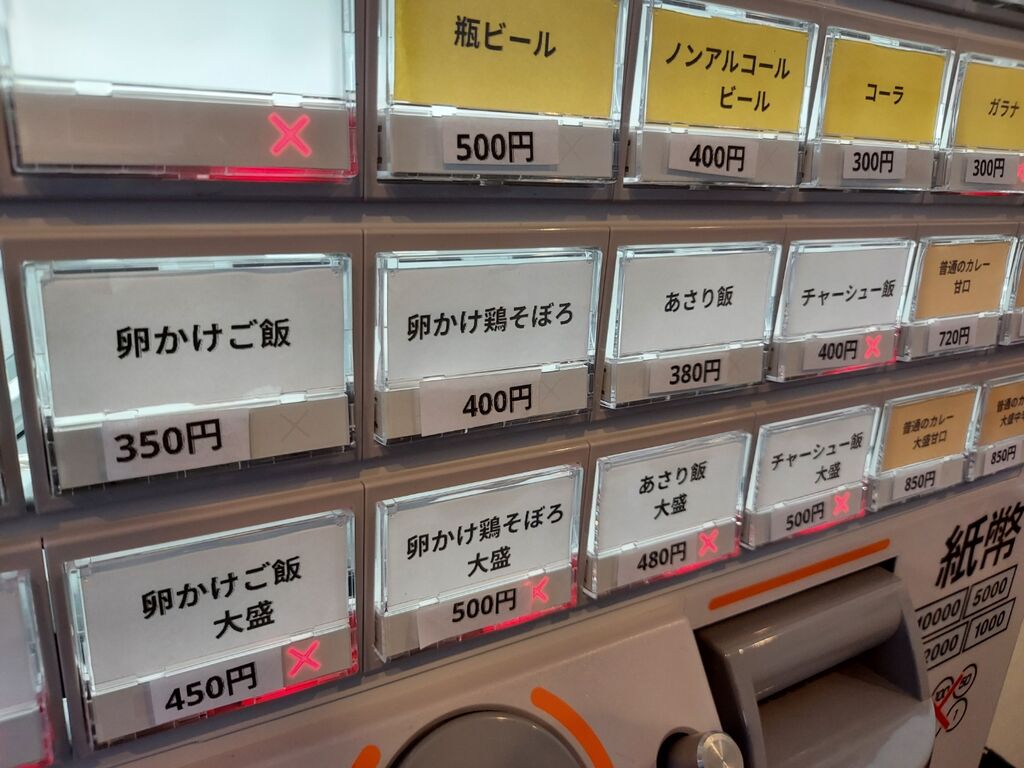 瓶ビール
500円
ノンアルコール
ビール
400円
コーラ
300円
ガラナ
300円
卵かけご飯
350円
卵かけ鶏そぼろ
400円
あさり飯
380円
チャーシュー飯
400円
普通のカレー
甘口
720円
卵かけご飯
大盛
450円
卵かけ鶏そぼろ
大盛
500円
あさり飯
大盛
480円
チャーシュー飯
大盛
500円
普通のカレー
大盛甘口
850円
850円
紙幣
10000 5000
2000 1000